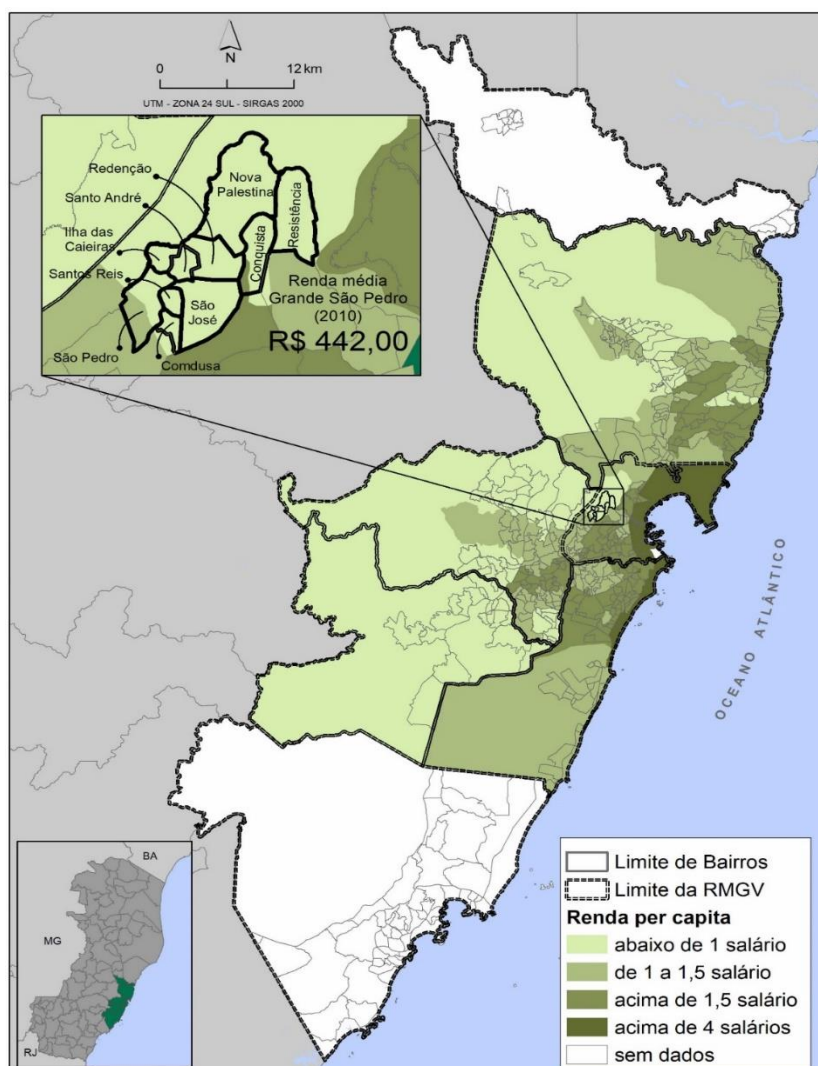 N
0 12 km
UTM - ZONA 24 SUL - SIRGAS 2000
Redenção
Santo André
Ilha das
Caieiras
Santos Reis
São Pedro
Nova
Palestina
Resistência
Conquista
São
José
Comdusa
Renda média
Grande São Pedro
(2010)
R$ 442,00
OCEANO ATLÂNTICO
BA
MG
RJ
Limite de Bairros
Limite da RMGV
Renda per capita
abaixo de 1 salário
de 1 a 1,5 salário
acima de 1,5 salário
acima de 4 salários
sem dados